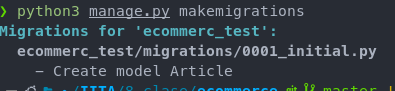 ❯ python3 manage.py makemigrations
Migrations for 'ecommerc_test':
ecommerc_test/migrations/0001_initial.py
– Create model Article